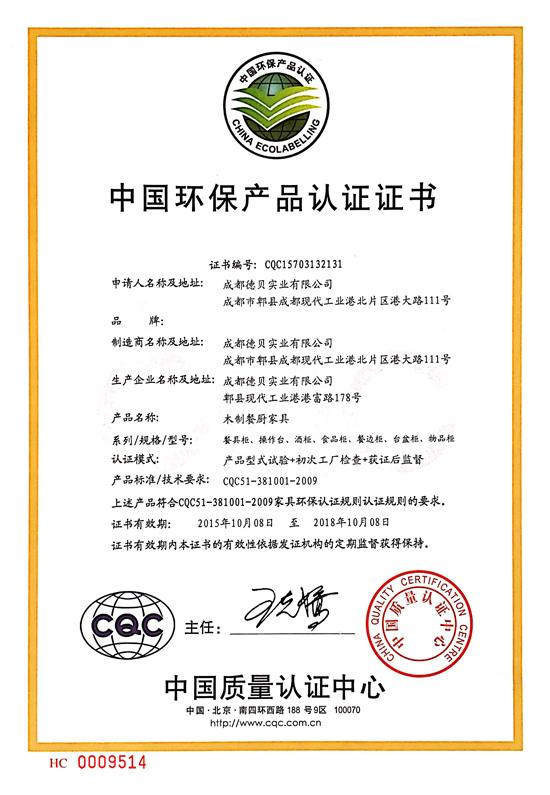 中国环保产品认证
CHINA ECOLABELLING
中国环保产品认证证书
证书编号: CQC15703132131
申请人名称及地址: 成都德贝实业有限公司
成都市郫县成都现代工业港北片区港大路111号
品 牌:
制造商名称及地址: 成都德贝实业有限公司
成都市郫县成都现代工业港北片区港大路111号
生产企业名称及地址: 成都德贝实业有限公司
郫县现代工业港港富路178号
产品名称: 木制餐厨家具
系列/规格/型号: 餐具柜、操作台、酒柜、食品柜、餐边柜、台盆柜、物品柜
认证模式: 产品型式试验+初次工厂检查+获证后监督
产品标准/技术要求: CQC51-381001-2009
上述产品符合CQC51-381001-2009家具环保认证规则认证规则的要求。
证书有效期: 2015年10月08日 至 2018年10月08日
证书有效期内本证书的有效性依据发证机构的定期监督获得保持。
CQC
主任:
CHINA QUALITY CERTIFICATION CENTRE
中国质量认证中心
中国质量认证中心
中国·北京·南四环西路 188 号 9区 100070
http://www.cqc.com.cn
HC 0009514